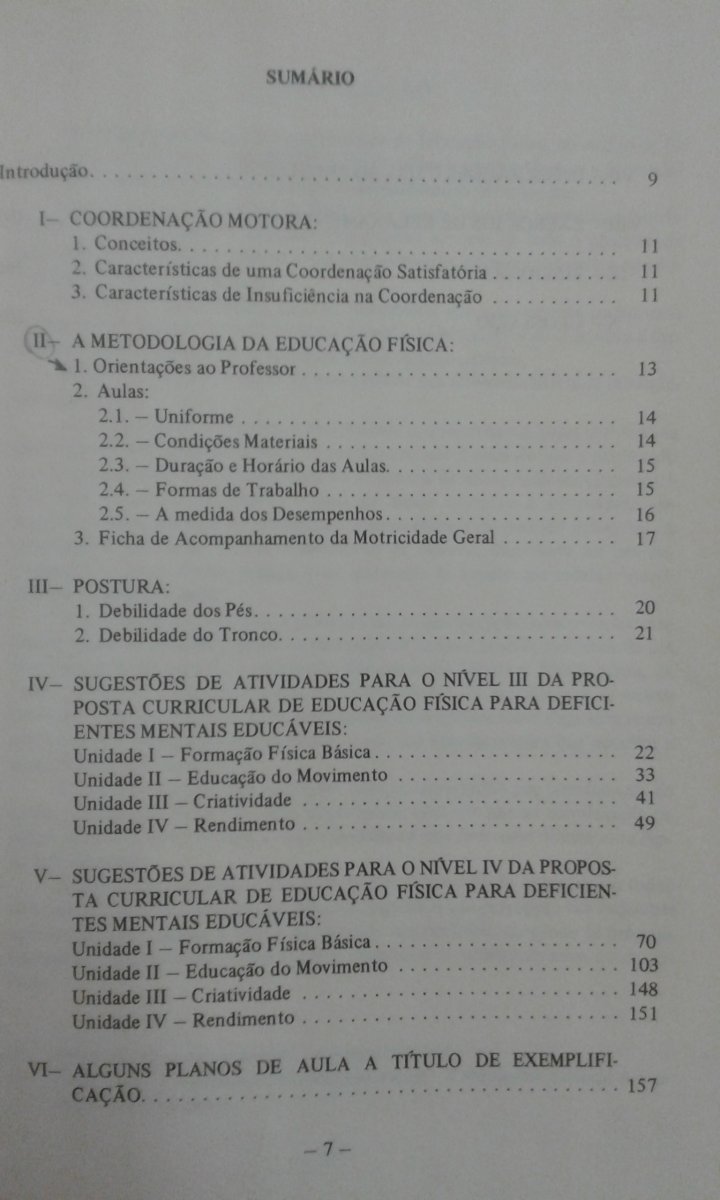 SUMÁRIO
Introdução. . . . . . . . . . . . . . . . . . . . . . . . . . . . . . . . . . . . . . . . . . . . 9
I— COORDENAÇÃO MOTORA:
1. Conceitos. . . . . . . . . . . . . . . . . . . . . . . . . . . . . . . . . . . . 11
2. Características de uma Coordenação Satisfatória . . . . . . . . . . . 11
3. Características de Insuficiência na Coordenação . . . . . . . . . . . 11
II— A METODOLOGIA DA EDUCAÇÃO FÍSICA:
1. Orientações ao Professor . . . . . . . . . . . . . . . . . . . . . . . . . . . 13
2. Aulas:
2.1. — Uniforme . . . . . . . . . . . . . . . . . . . . . . . . . . . . . . . . 14
2.2. — Condições Materiais . . . . . . . . . . . . . . . . . . . . . . . . . 14
2.3. — Duração e Horário das Aulas. . . . . . . . . . . . . . . . . . . . 15
2.4. — Formas de Trabalho . . . . . . . . . . . . . . . . . . . . . . . . . 15
2.5. — A medida dos Desempenhos . . . . . . . . . . . . . . . . . . . . 16
3. Ficha de Acompanhamento da Motricidade Geral . . . . . . . . . . 17
III— POSTURA:
1. Debilidade dos Pés. . . . . . . . . . . . . . . . . . . . . . . . . . . . . . . 20
2. Debilidade do Tronco. . . . . . . . . . . . . . . . . . . . . . . . . . . . . 21
IV— SUGESTÕES DE ATIVIDADES PARA O NÍVEL III DA PRO-
POSTA CURRICULAR DE EDUCAÇÃO FÍSICA PARA DEFICI-
ENTES MENTAIS EDUCÁVEIS:
Unidade I — Formação Física Básica . . . . . . . . . . . . . . . . . . . . . 22
Unidade II — Educação do Movimento . . . . . . . . . . . . . . . . . . . 33
Unidade III — Criatividade . . . . . . . . . . . . . . . . . . . . . . . . . . . 41
Unidade IV — Rendimento . . . . . . . . . . . . . . . . . . . . . . . . . . . 49
V— SUGESTÕES DE ATIVIDADES PARA O NÍVEL IV DA PROPOS-
TA CURRICULAR DE EDUCAÇÃO FÍSICA PARA DEFICIEN-
TES MENTAIS EDUCÁVEIS:
Unidade I — Formação Física Básica . . . . . . . . . . . . . . . . . . . . . 70
Unidade II — Educação do Movimento . . . . . . . . . . . . . . . . . . . 103
Unidade III — Criatividade . . . . . . . . . . . . . . . . . . . . . . . . . . . 148
Unidade IV — Rendimento . . . . . . . . . . . . . . . . . . . . . . . . . . . 151
VI— ALGUNS PLANOS DE AULA A TÍTULO DE EXEMPLIFI-
CAÇÃO. . . . . . . . . . . . . . . . . . . . . . . . . . . . . . . . . . . . . . . . 157
— 7 —